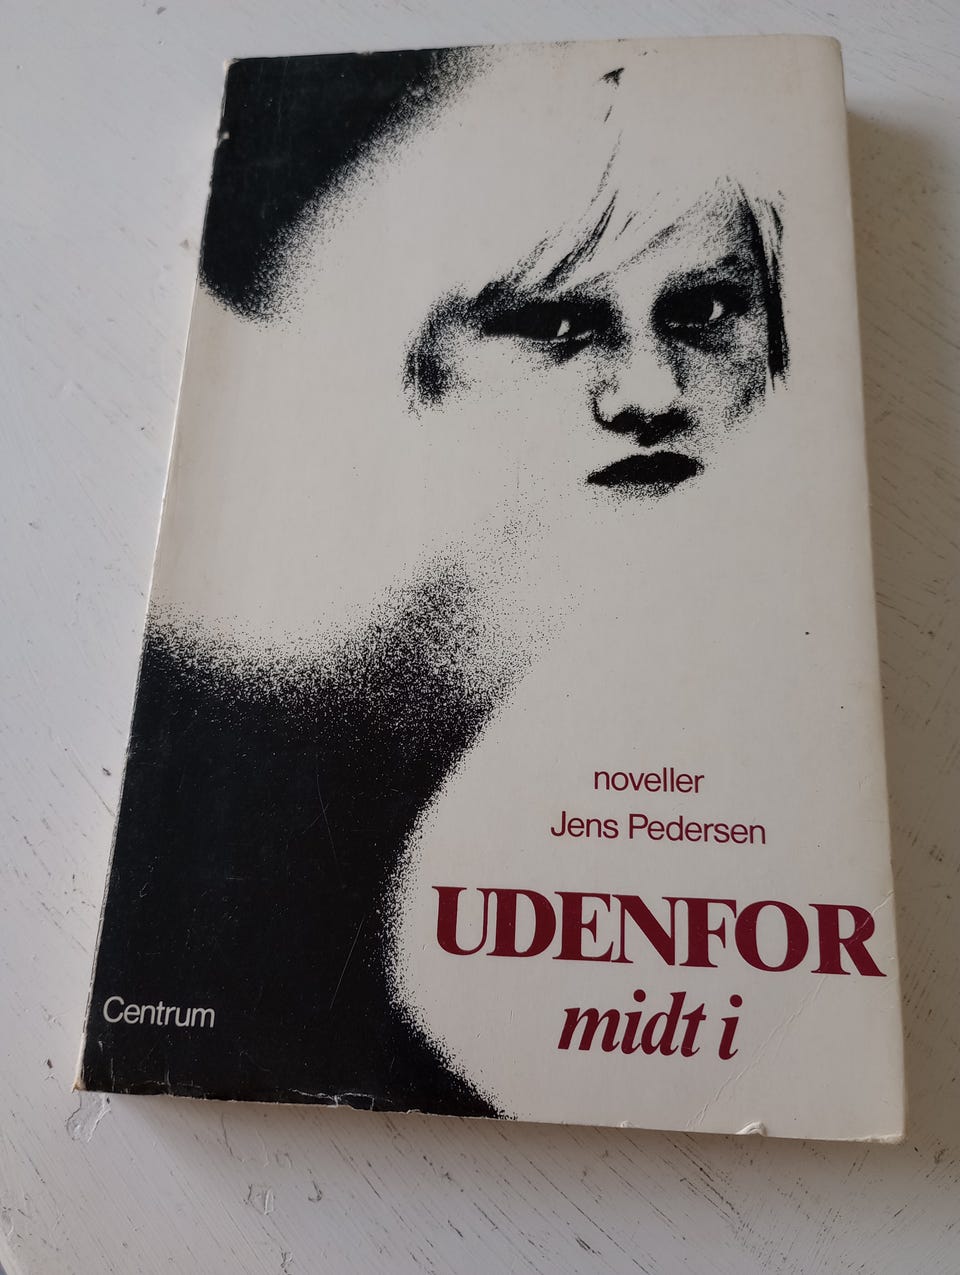 noveller
Jens Pedersen
UDENFOR
midt i
Centrum